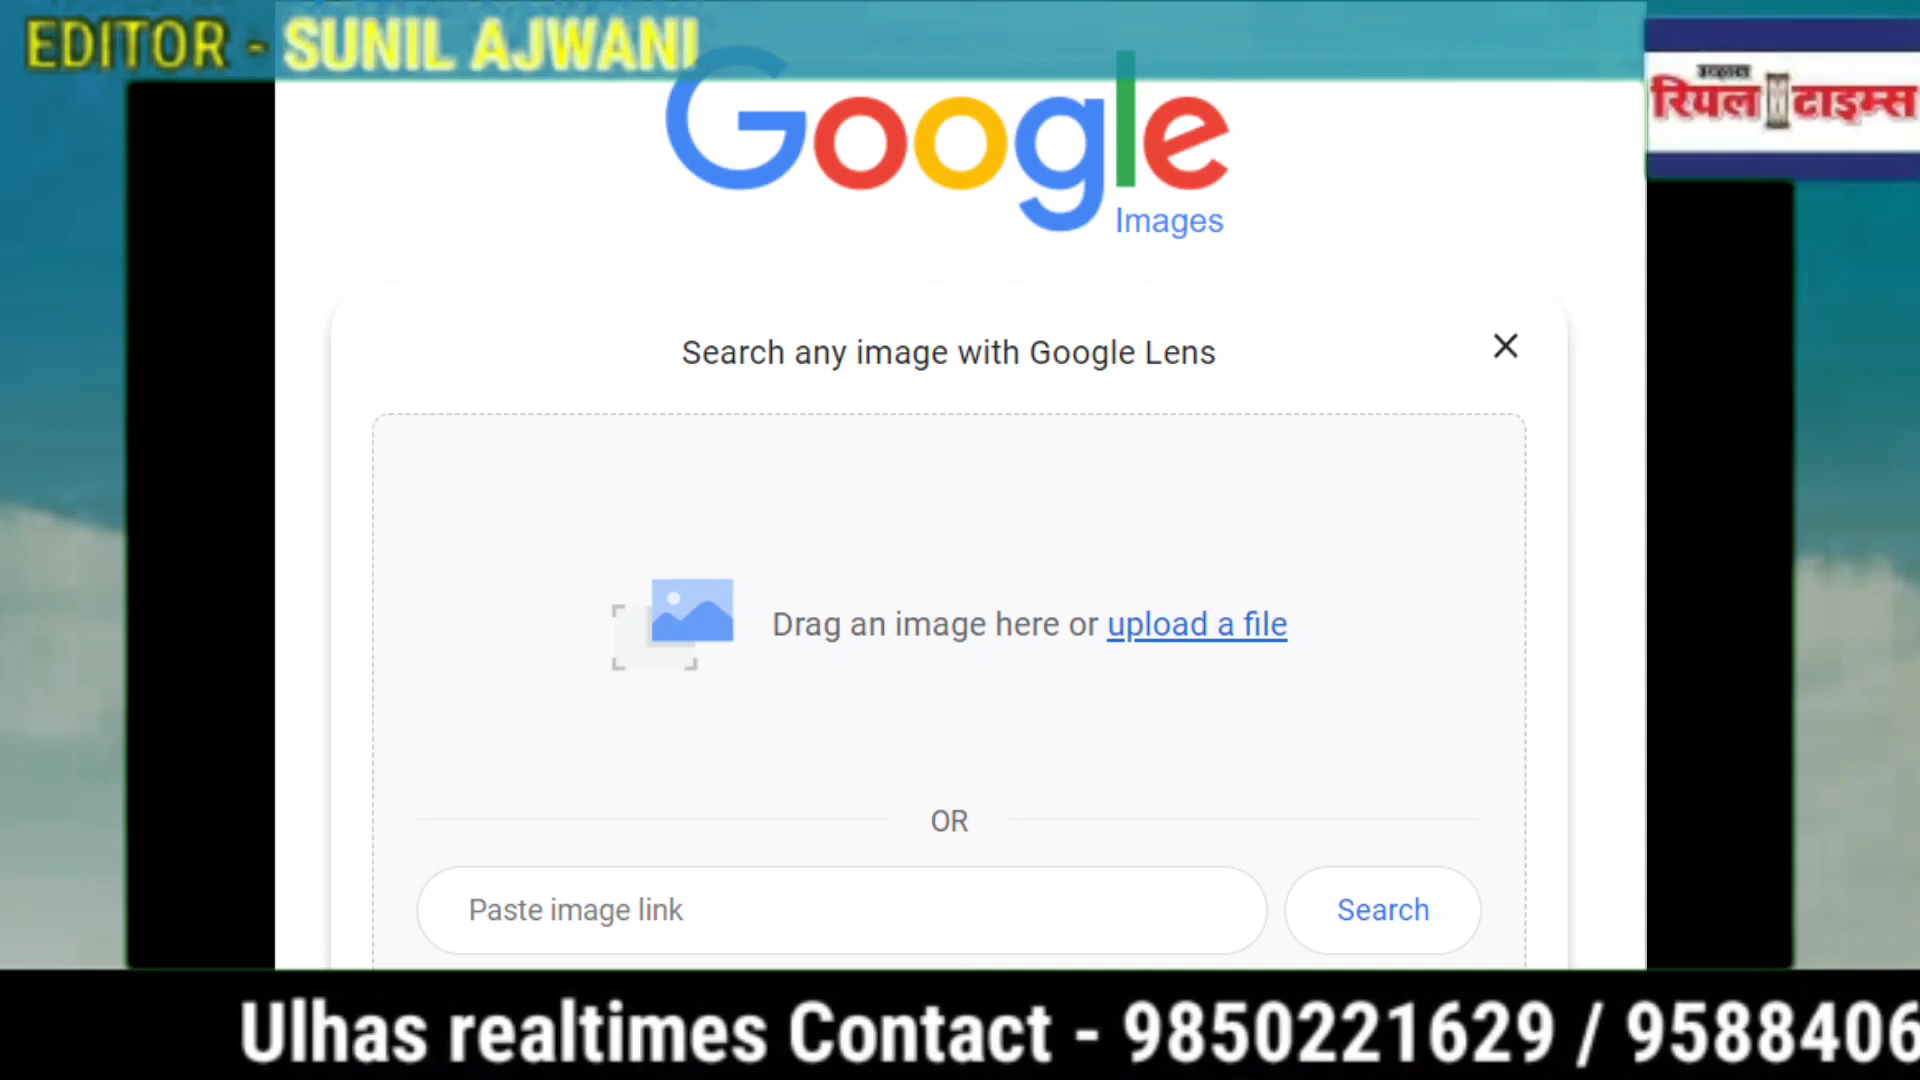 EDITOR - SUNIL AJWANI
उल्हास
रियल टाइम्स
Google
Images
Search any image with Google Lens
Drag an image here or upload a file
OR
Paste image link
Search
Ulhas realtimes Contact - 9850221629 / 9588406